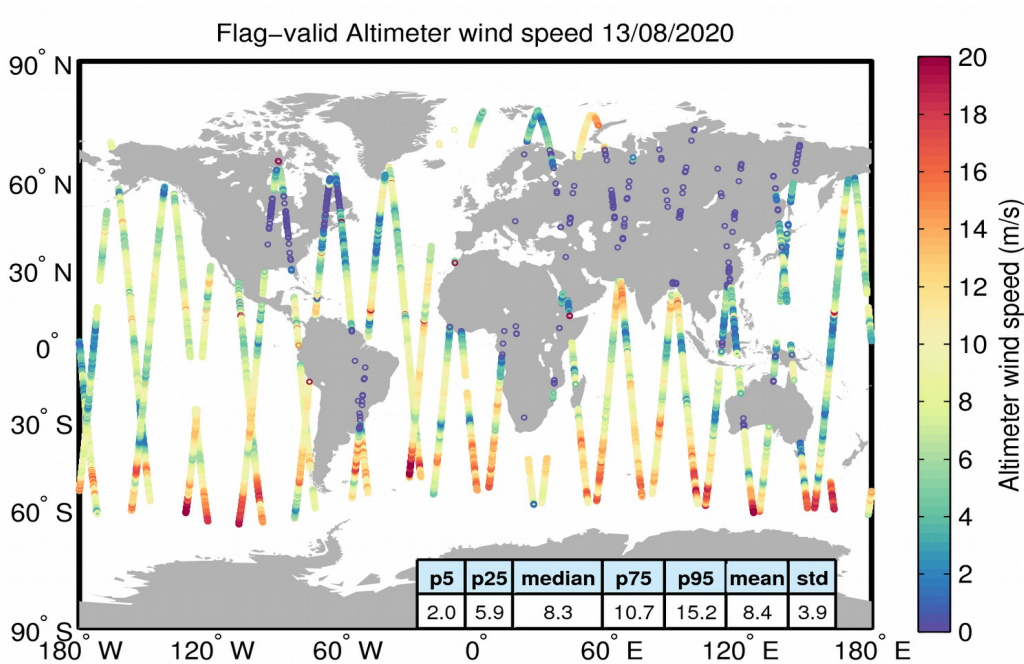 Flag−valid Altimeter wind speed 13/08/2020
90° N
60° N
30° N
0°
30° S
60° S
90° S
180° W
120° W
60° W
0°
60° E
120° E
180° E
p5 p25 median p75 p95 mean std
2.0 5.9 8.3 10.7 15.2 8.4 3.9
20
18
16
14
12
10
8
6
4
2
0
Altimeter wind speed (m/s)